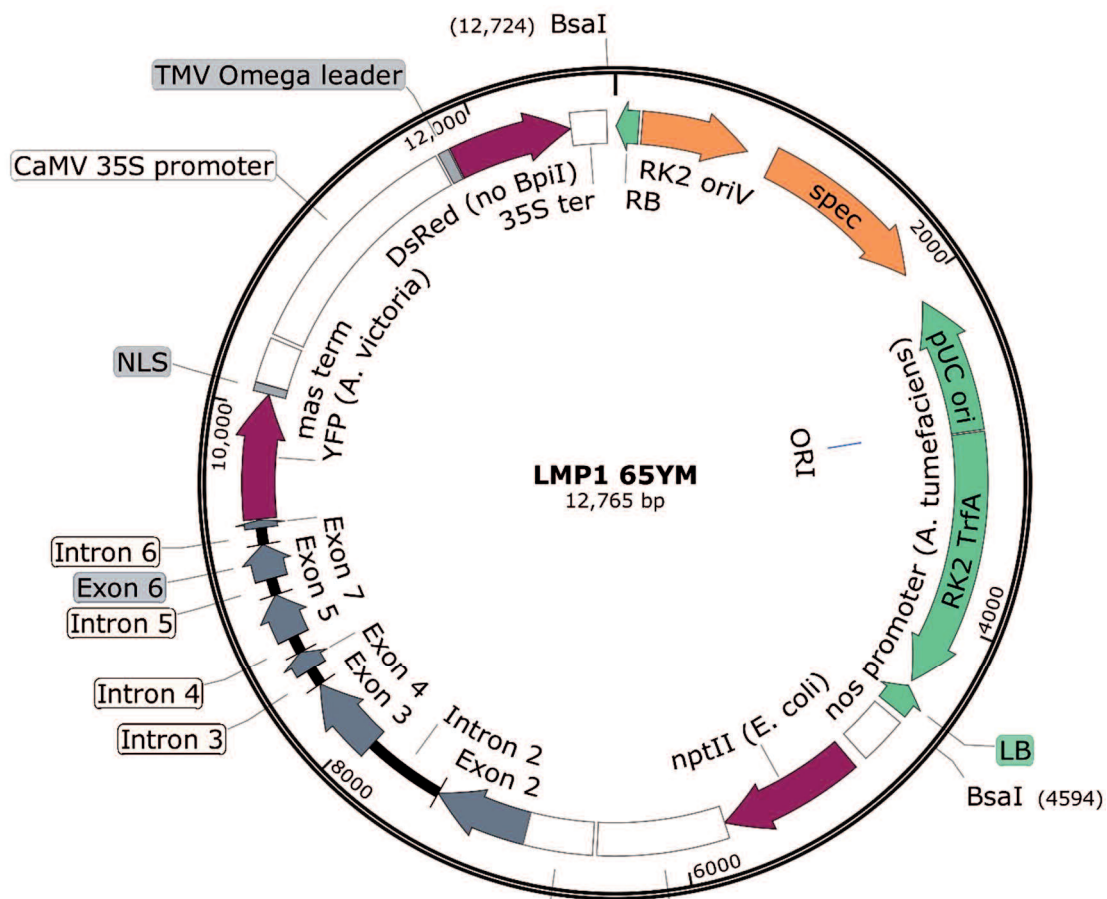 (12,724) BsaI
TMV Omega leader
12,000
CaMV 35S promoter
DsRed (no BpiI)
35S ter
RB
RK2 oriV
spec
2000
NLS
mas term
YFP (A. victoria)
10,000
pUC ori
ORI
LMP1 65YM
12,765 bp
RK2 TrfA
nos promoter (A. tumefaciens)
4000
Intron 6
Exon 7
Exon 6
Exon 5
Intron 5
Exon 4
Intron 4
Exon 3
Intron 3
Intron 2
Exon 2
nptII (E. coli)
LB
BsaI (4594)
8000
6000